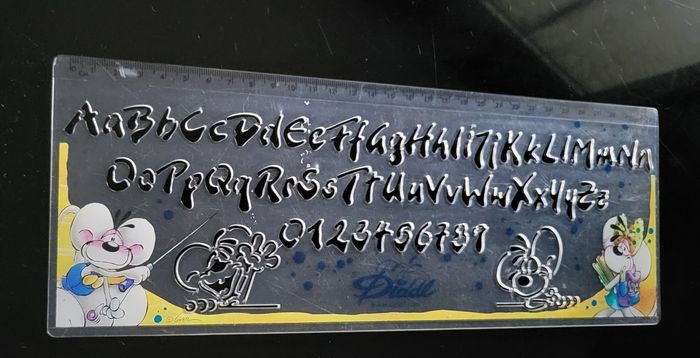 AaBbCcDdEeFfGgHhIiJjKkLlMmNn
OoPpQqRrSsTtUuVvWwXxYyZz
0123456789
Diddl